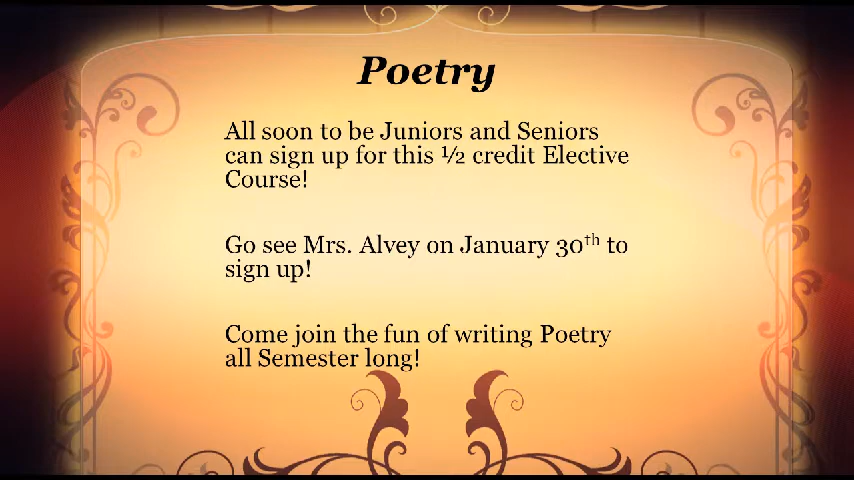 Poetry
All soon to be Juniors and Seniors
can sign up for this ½ credit Elective
Course!
Go see Mrs. Alvey on January 30th to
sign up!
Come join the fun of writing Poetry
all Semester long!